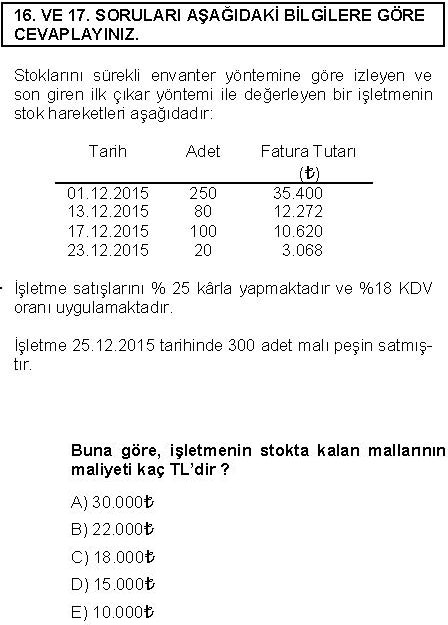 16. VE 17. SORULARI AŞAĞIDAKİ BİLGİLERE GÖRE
CEVAPLAYINIZ.
Stoklarını sürekli envanter yöntemine göre izleyen ve
son giren ilk çıkar yöntemi ile değerleyen bir işletmenin
stok hareketleri aşağıdadır:
Tarih Adet Fatura Tutarı
(₺)
01.12.2015 250 35.400
13.12.2015 80 12.272
17.12.2015 100 10.620
23.12.2015 20 3.068
İşletme satışlarını % 25 kârla yapmaktadır ve %18 KDV
oranı uygulamaktadır.
İşletme 25.12.2015 tarihinde 300 adet malı peşin satmış-
tır.
Buna göre, işletmenin stokta kalan mallarının
maliyeti kaç TL'dir ?
A) 30.000₺
B) 22.000₺
C) 18.000₺
D) 15.000₺
E) 10.000₺